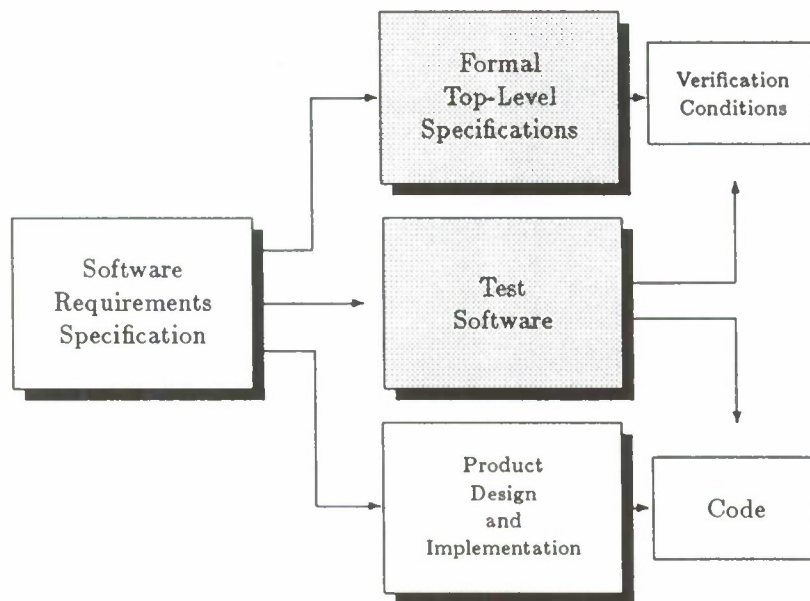 Formal
Top-Level
Specifications
Verification
Conditions
Software
Requirements
Specification
Test
Software
Product
Design
and
Implementation
Code